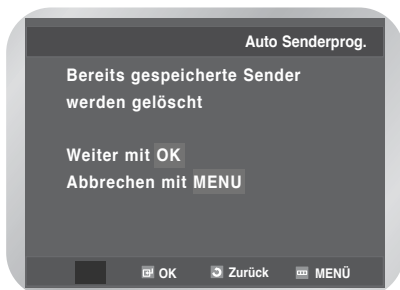 Auto Senderprog.
Bereits gespeicherte Sender
werden gelöscht
Weiter mit OK
Abbrechen mit MENU
OK Zurück MENÜ